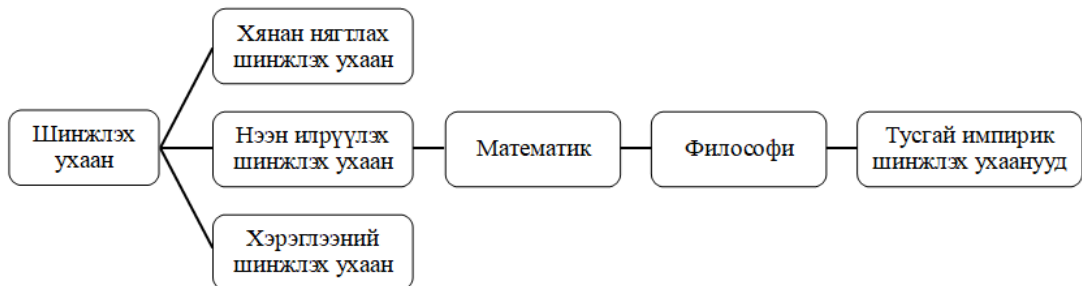 Хянан нягтлах
шинжлэх ухаан
Шинжлэх
ухаан
Нээн илрүүлэх
шинжлэх ухаан
Математик
Философи
Тусгай импирик
шинжлэх ухаанууд
Хэрэглээний
шинжлэх ухаан